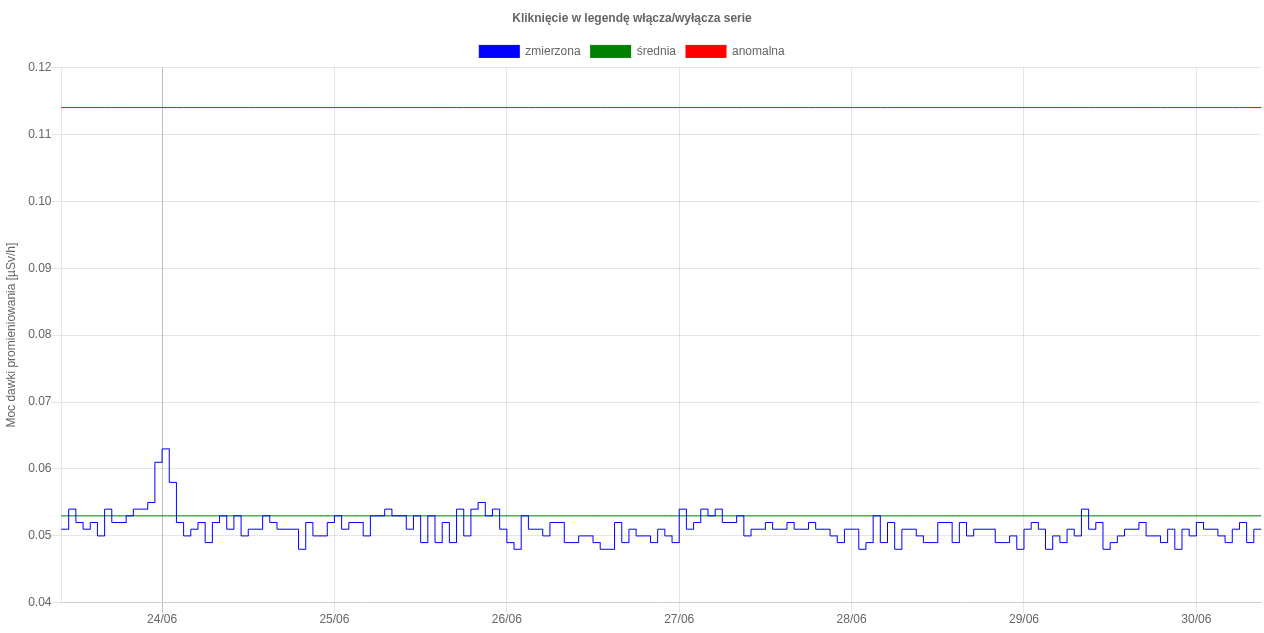 Kliknięcie w legendę włącza/wyłącza serie
zmierzona średnia anomalna
Moc dawki promieniowania [µSv/h]
0.12
0.11
0.10
0.09
0.08
0.07
0.06
0.05
0.04
24/06 25/06 26/06 27/06 28/06 29/06 30/06